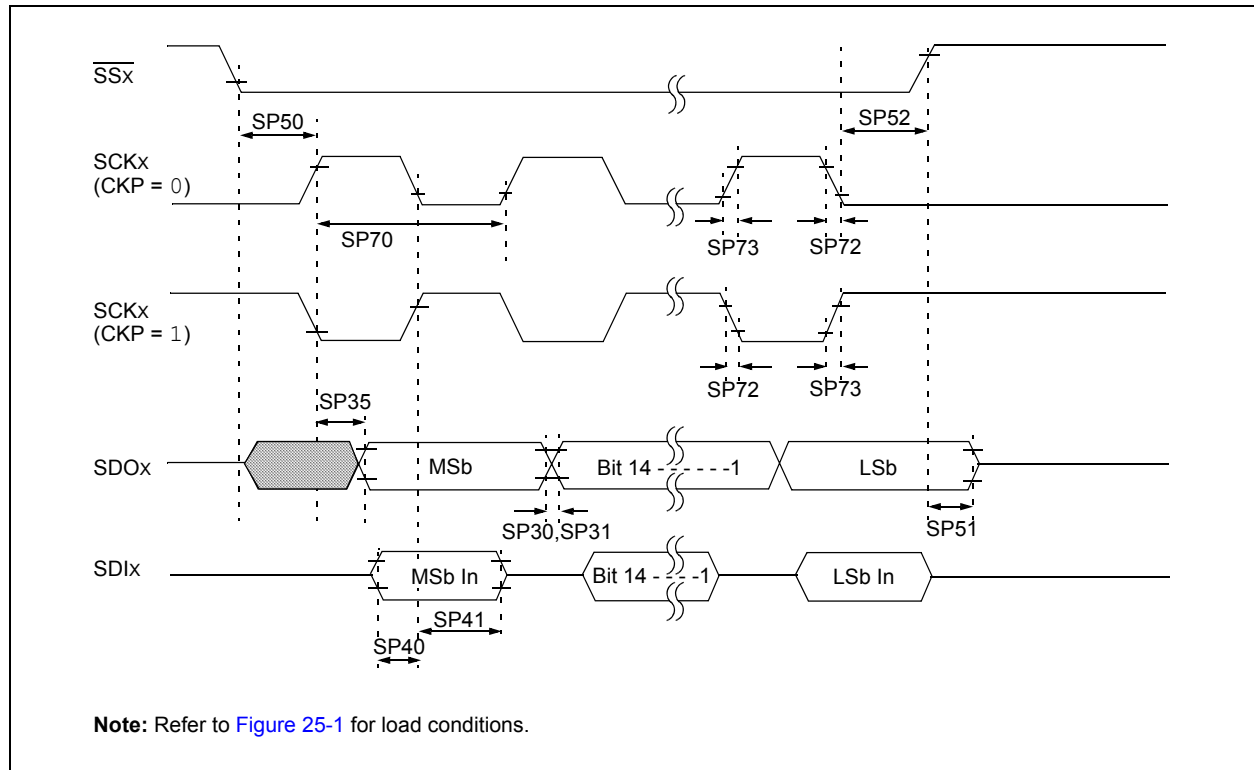 SSx
SP50
SP52
SCKx
(CKP = 0)
SP70
SP73
SP72
SCKx
(CKP = 1)
SP72
SP73
SP35
SDOx
MSb
Bit 14 - - - - - -1
LSb
SP30,SP31
SP51
SDIx
MSb In
Bit 14 - - - -1
LSb In
SP41
SP40
Note: Refer to Figure 25-1 for load conditions.